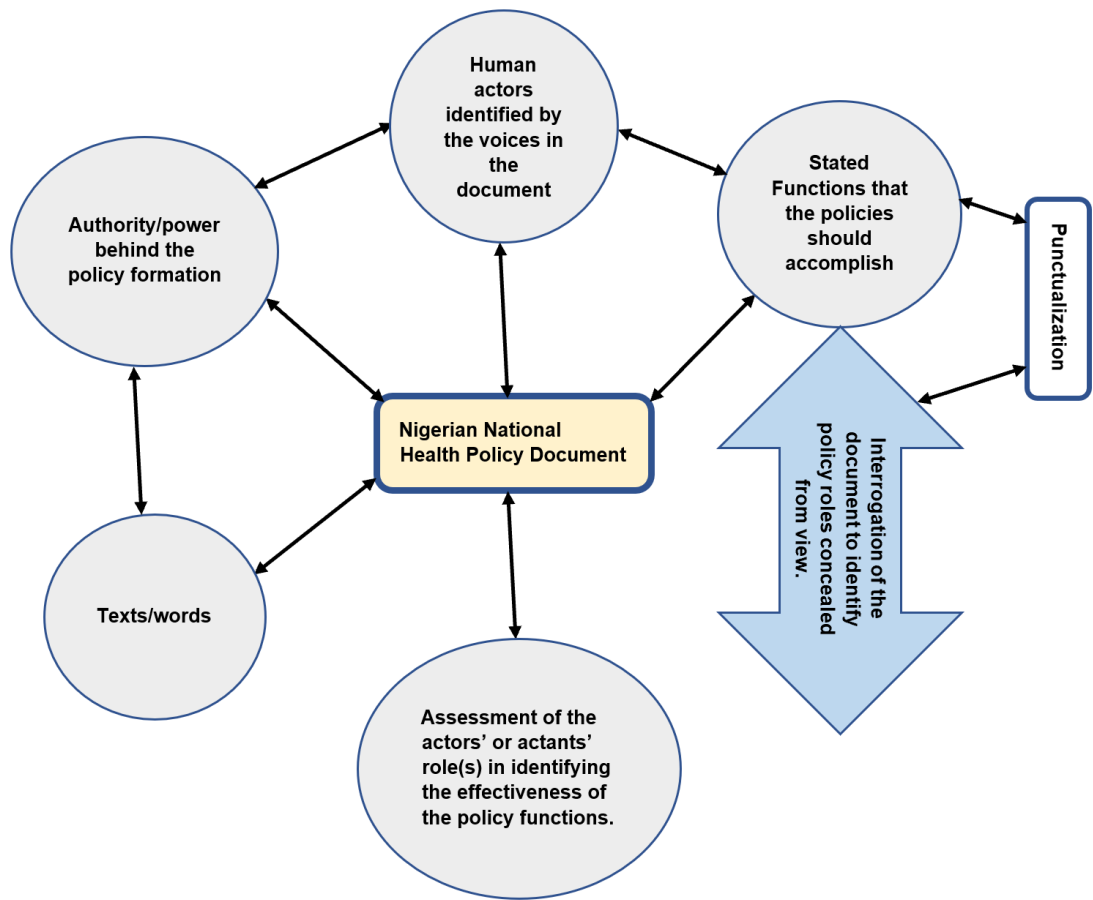 Human
actors
identified by
the voices in
the
document
Stated
Functions that
the policies
should
accomplish
Authority/power
behind the
policy formation
Punctualization
Nigerian National
Health Policy Document
Interrogation of the
document to identify
policy roles concealed
from view.
Texts/words
Assessment of the
actors’ or actants’
role(s) in identifying
the effectiveness of
the policy functions.